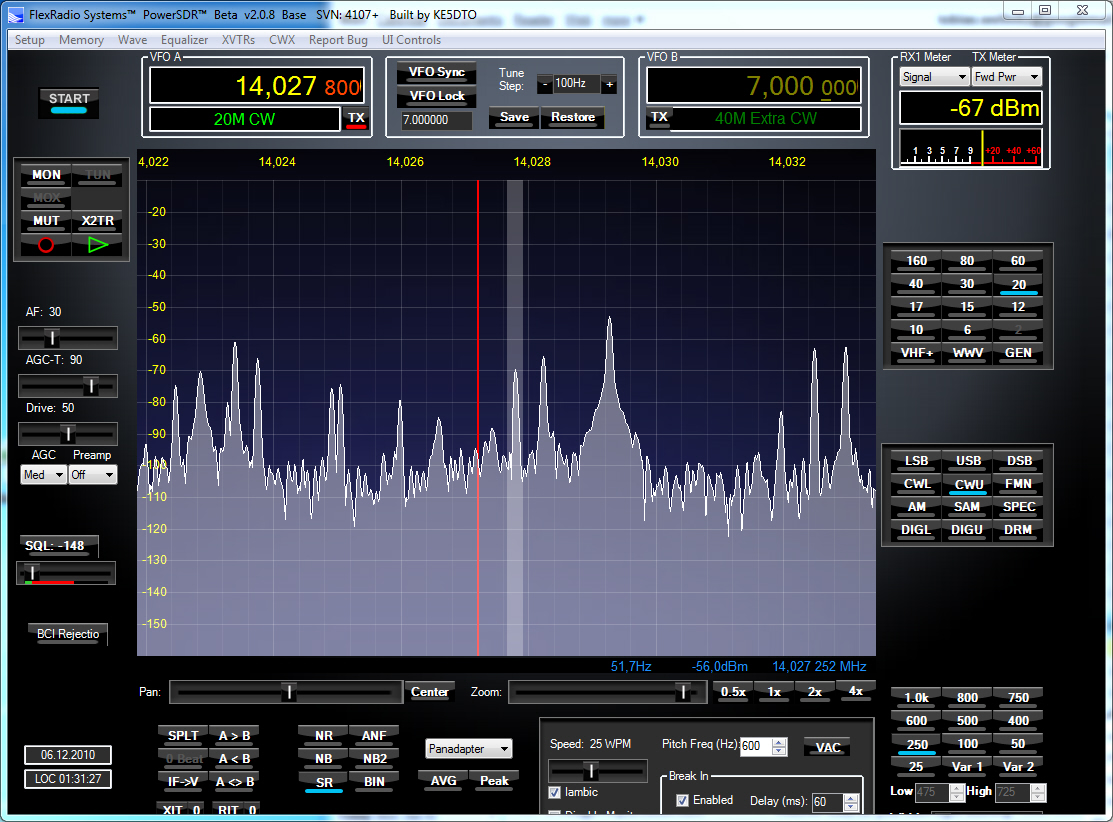 FlexRadio Systems™ PowerSDR™ Beta v2.0.8 Base SVN: 4107+ Built by KE5DTO
Setup Memory Wave Equalizer XVTRs CWX Report Bug UI Controls
START
VFO A
14,027 800
20M CW TX
VFO Sync
VFO Lock
7.000000
Tune Step: - 100Hz +
Save Restore
VFO B
7,000 000
TX 40M Extra CW
RX1 Meter TX Meter
Signal Fwd Pwr
-67 dBm
1 3 5 7 9 +20 +40 +60
MON TUN
MOX
MUT X2TR
AF: 30
AGC-T: 90
Drive: 50
AGC Preamp
Med Off
SQL: -148
BCI Rejectio
4,022 14,024 14,026 14,028 14,030 14,032
-20
-30
-40
-50
-60
-70
-80
-90
-100
-110
-120
-130
-140
-150
51,7Hz -56,0dBm 14,027 252 MHz
160 80 60
40 30 20
17 15 12
10 6 2
VHF+ WWV GEN
LSB USB DSB
CWL CWU FMN
AM SAM SPEC
DIGL DIGU DRM
Pan: Center Zoom: 0.5x 1x 2x 4x
06.12.2010
LOC 01:31:27
SPLT A > B
0 Beat A < B
IF->V A <> B
XIT 0 RIT 0
NR ANF
NB NB2
SR BIN
Panadapter
AVG Peak
Speed: 25 WPM
Iambic
Pitch Freq (Hz): 600 VAC
Break In
Enabled Delay (ms): 60
1.0k 800 750
600 500 400
250 100 50
25 Var 1 Var 2
Low 475 High 725